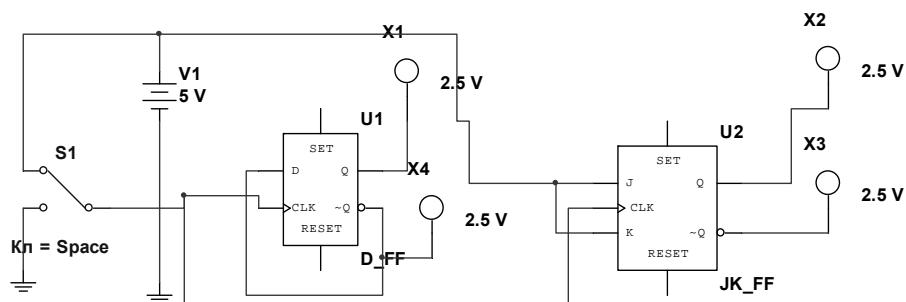 X1
X2
V1
5 V
2.5 V
2.5 V
U1
U2
S1
SET
SET
X4
X3
D Q
J Q
CLK
CLK
2.5 V
2.5 V
~Q
K ~Q
RESET
RESET
Кл = Space
D_FF
JK_FF